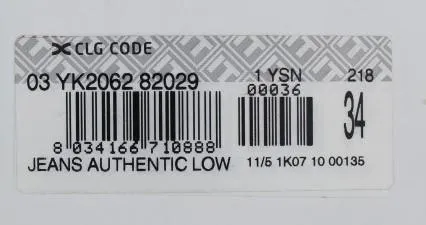 CLG CODE
03 YK2062 82029 1 YSN 218
00036
34
8 034166 710888
JEANS AUTHENTIC LOW 11/5 1K07 10 00135